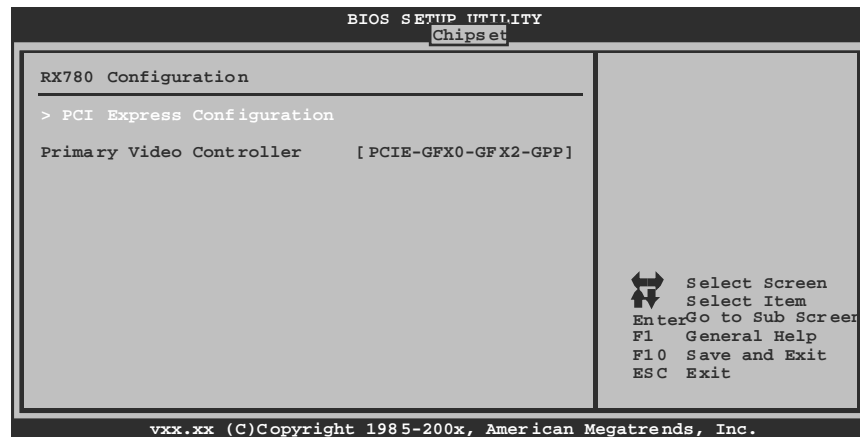 BIOS SETUP UTILITY
Chipset
RX780 Configuration
> PCI Express Configuration
Primary Video Controller [PCIE-GFX0-GFX2-GPP]
Select Screen
Select Item
Enter Go to Sub Screen
F1 General Help
F10 Save and Exit
ESC Exit
vxx.xx (C)Copyright 1985-200x, American Megatrends, Inc.